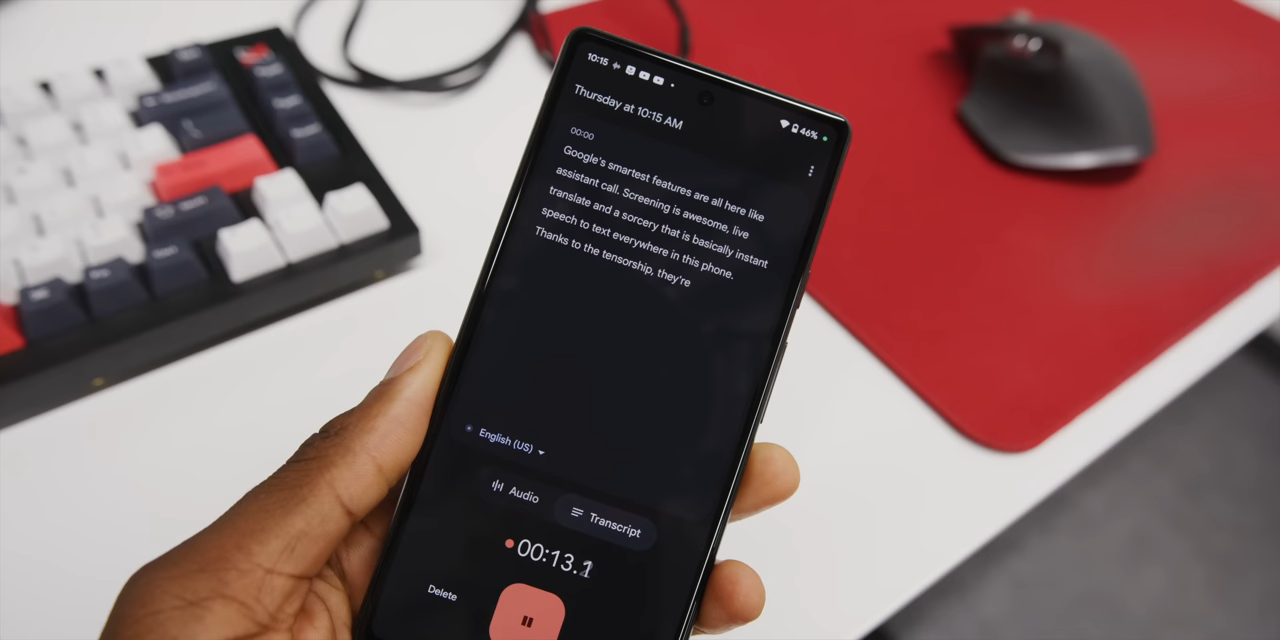 10:15
46%
Thursday at 10:15 AM
00:00
Google's smartest features are all here like
assistant call. Screening is awesome, live
translate and a sorcery that is basically instant
speech to text everywhere in this phone.
Thanks to the tensorship, they're
English (US)
Audio
Transcript
00:13.1
Delete